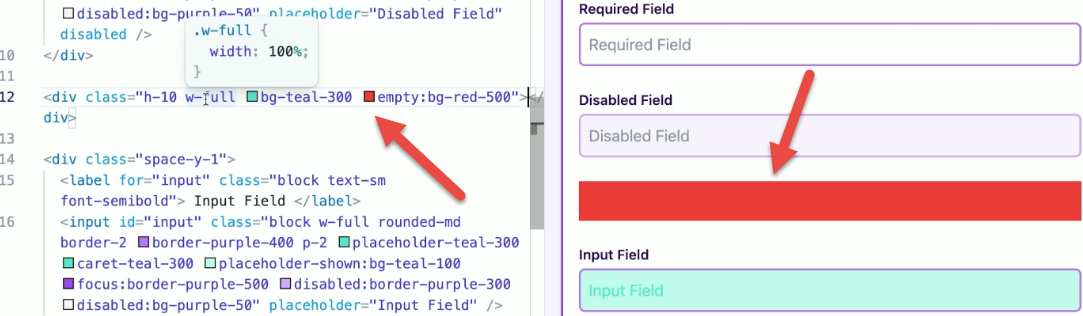 disabled:bg-purple-50" placeholder="Disabled Field"
disabled />
.w-full {
width: 100%;
}
10 </div>
11
12 <div class="h-10 w-full bg-teal-300 empty:bg-red-500"></
div>
13
14 <div class="space-y-1">
15 <label for="input" class="block text-sm
font-semibold"> Input Field </label>
16 <input id="input" class="block w-full rounded-md
border-2 border-purple-400 p-2 placeholder-teal-300
caret-teal-300 placeholder-shown:bg-teal-100
focus:border-purple-500 disabled:border-purple-300
disabled:bg-purple-50" placeholder="Input Field" />
Required Field
Required Field
Disabled Field
Disabled Field
Input Field
Input Field